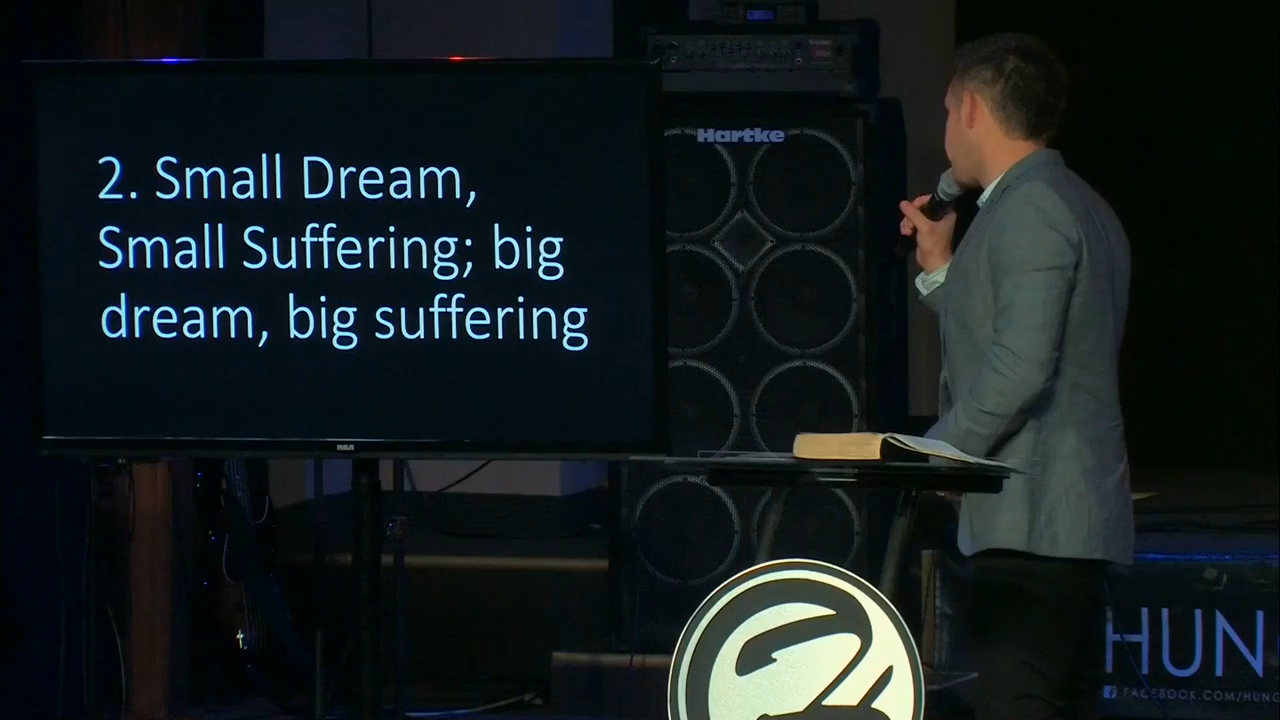 2. Small Dream,
Small Suffering; big
dream, big suffering
Hartke
RCA
HUN
FACEBOOK.COM/HUNG